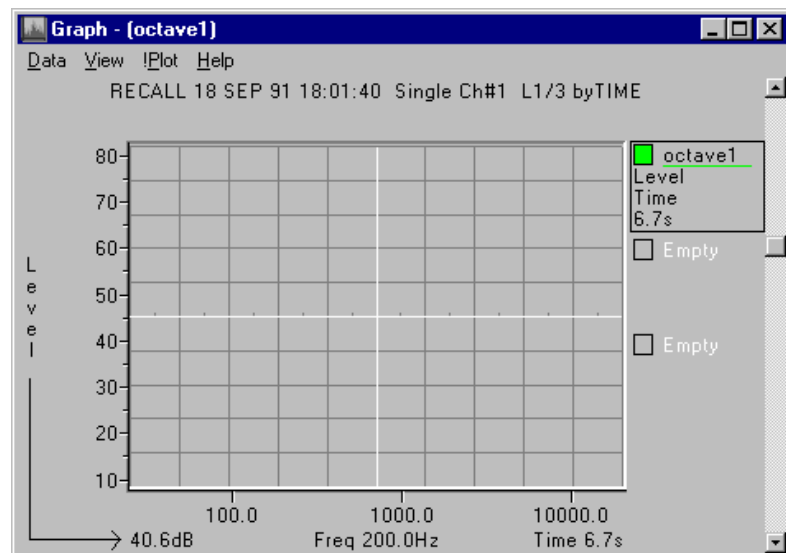 Graph - (octave1)
Data View !Plot Help
RECALL 18 SEP 91 18:01:40 Single Ch#1 L1/3 byTIME
80
70
60
50
40
30
20
10
Level
octave1
Level
Time
6.7s
Empty
Empty
100.0 1000.0 10000.0
40.6dB Freq 200.0Hz Time 6.7s